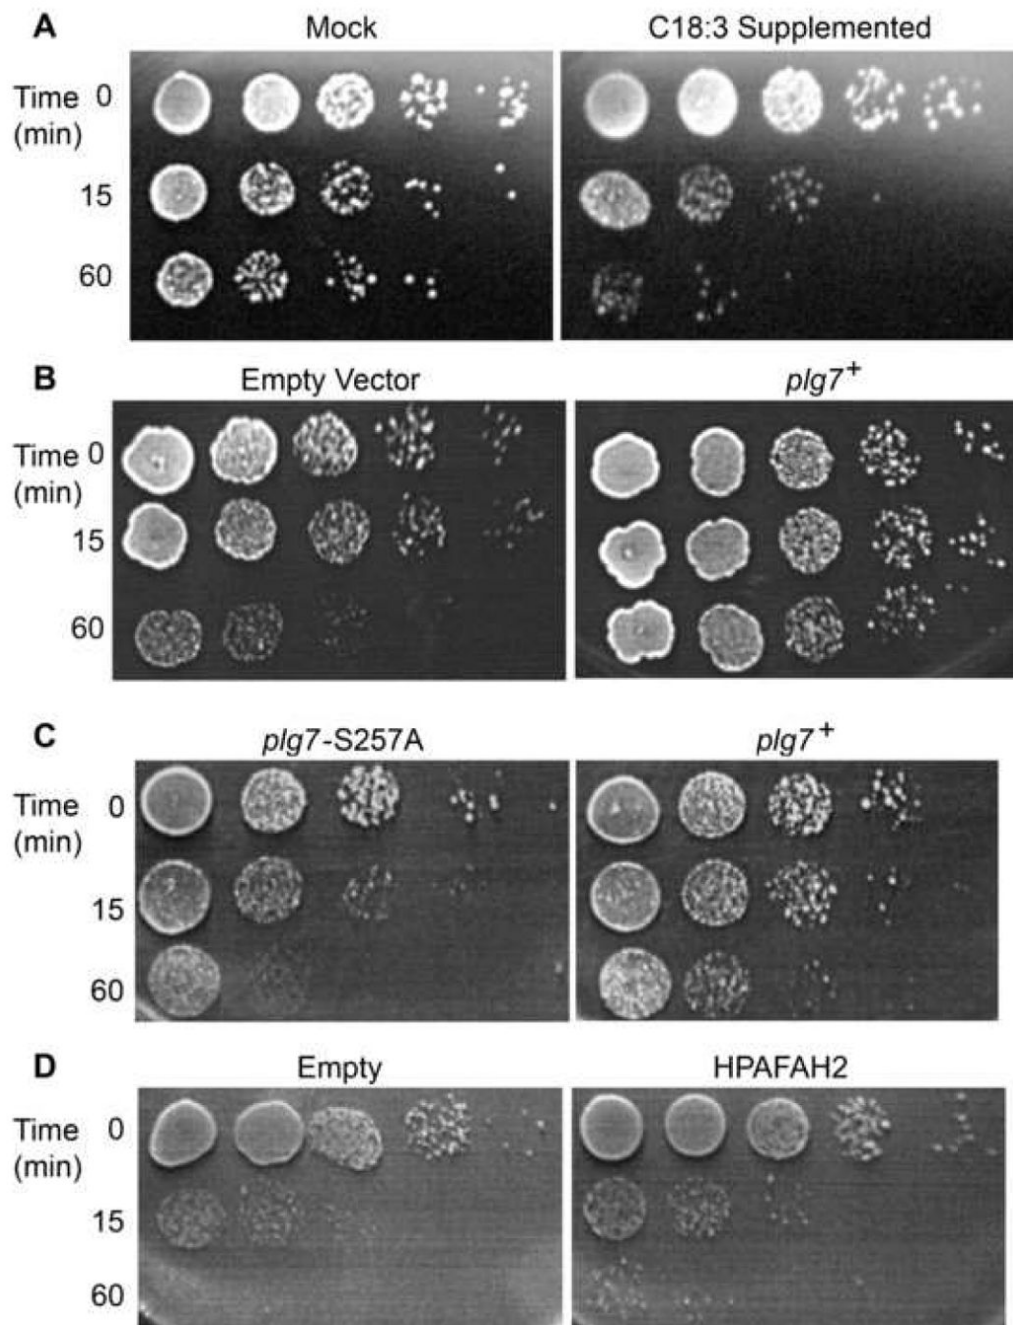 A
Mock
C18:3 Supplemented
Time 0
(min)
15
60
B
Empty Vector
plg7+
Time 0
(min)
15
60
C
plg7-S257A
plg7+
Time 0
(min)
15
60
D
Empty
HPAFAH2
Time 0
(min)
15
60